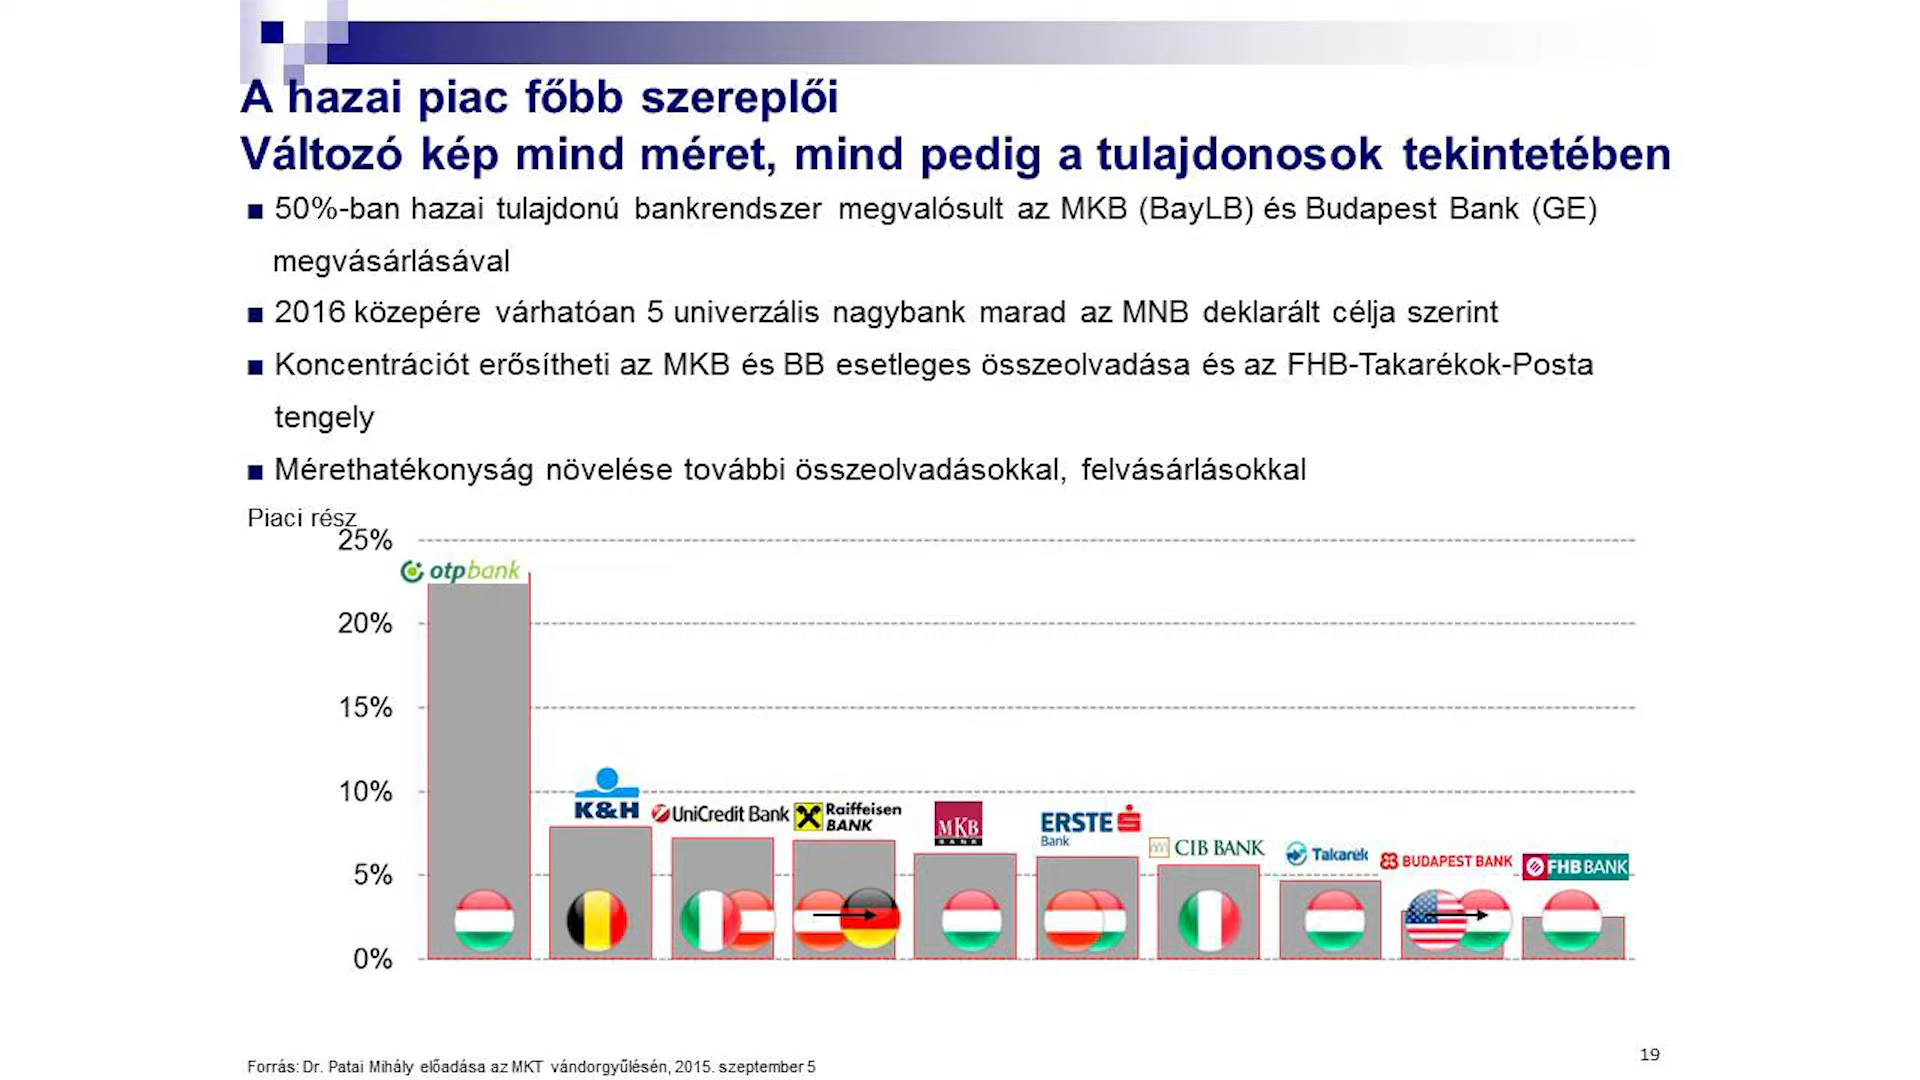 A hazai piac főbb szereplői
Változó kép mind méret, mind pedig a tulajdonosok tekintetében
50%-ban hazai tulajdonú bankrendszer megvalósult az MKB (BayLB) és Budapest Bank (GE)
megvásárlásával
2016 közepére várhatóan 5 univerzális nagybank marad az MNB deklarált célja szerint
Koncentrációt erősítheti az MKB és BB esetleges összeolvadása és az FHB-Takarékok-Posta
tengely
Mérethatékonyság növelése további összeolvadásokkal, felvásárlásokkal
Piaci rész
25%
20%
15%
10%
5%
0%
otpbank
K&H
UniCredit Bank
Raiffeisen
BANK
MKB
BANK
ERSTE
Bank
CIB BANK
Takarék
BUDAPEST BANK
FHB BANK
Forrás: Dr. Patai Mihály előadása az MKT vándorgyűlésén, 2015. szeptember 5
19